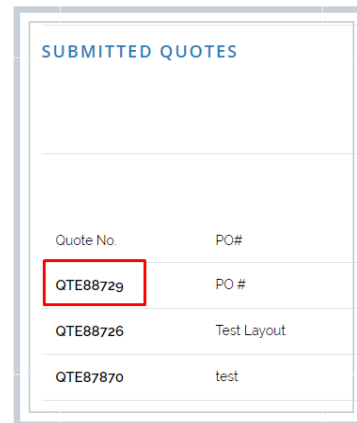 SUBMITTED QUOTES
Quote No. PO#
QTE88729 PO #
QTE88726 Test Layout
QTE87870 test